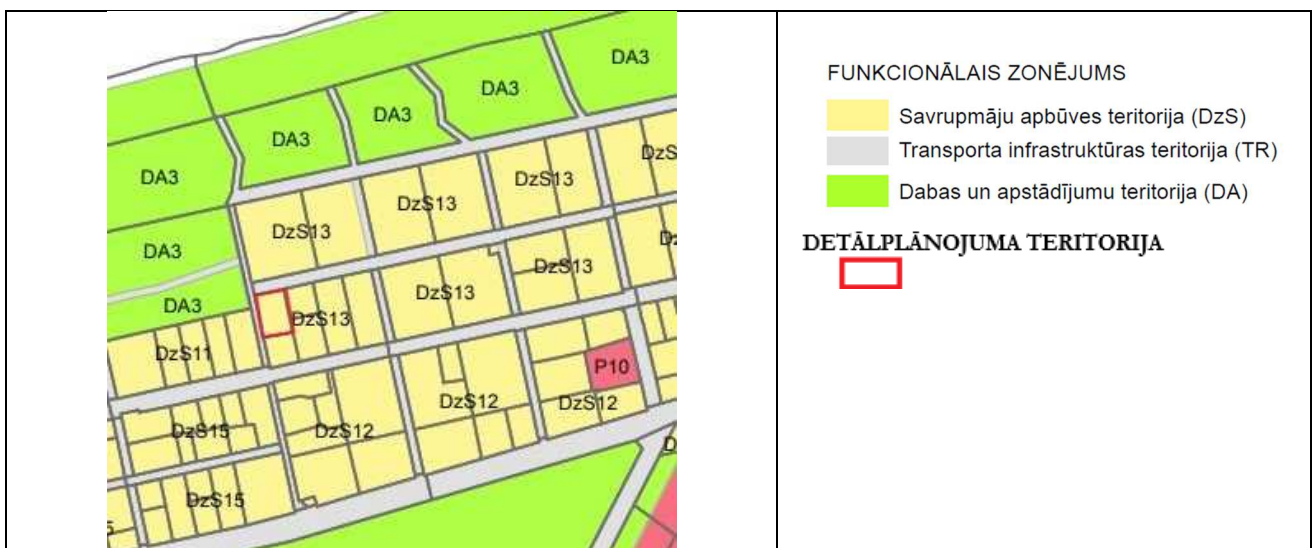 DA3
DA3
DA3
DA3
DA3
DzS
DzS13
DzS13
DzS13
DA3
DzS13
DzS13
DA3
DzS13
DzS11
P10
DzS12
DzS12
DzS15
DzS12
DzS15
FUNKCIONĀLAIS ZONĒJUMS
Savrupmāju apbūves teritorija (DzS)
Transporta infrastruktūras teritorija (TR)
Dabas un apstādījumu teritorija (DA)
DETĀLPLĀNOJUMA TERITORIJA